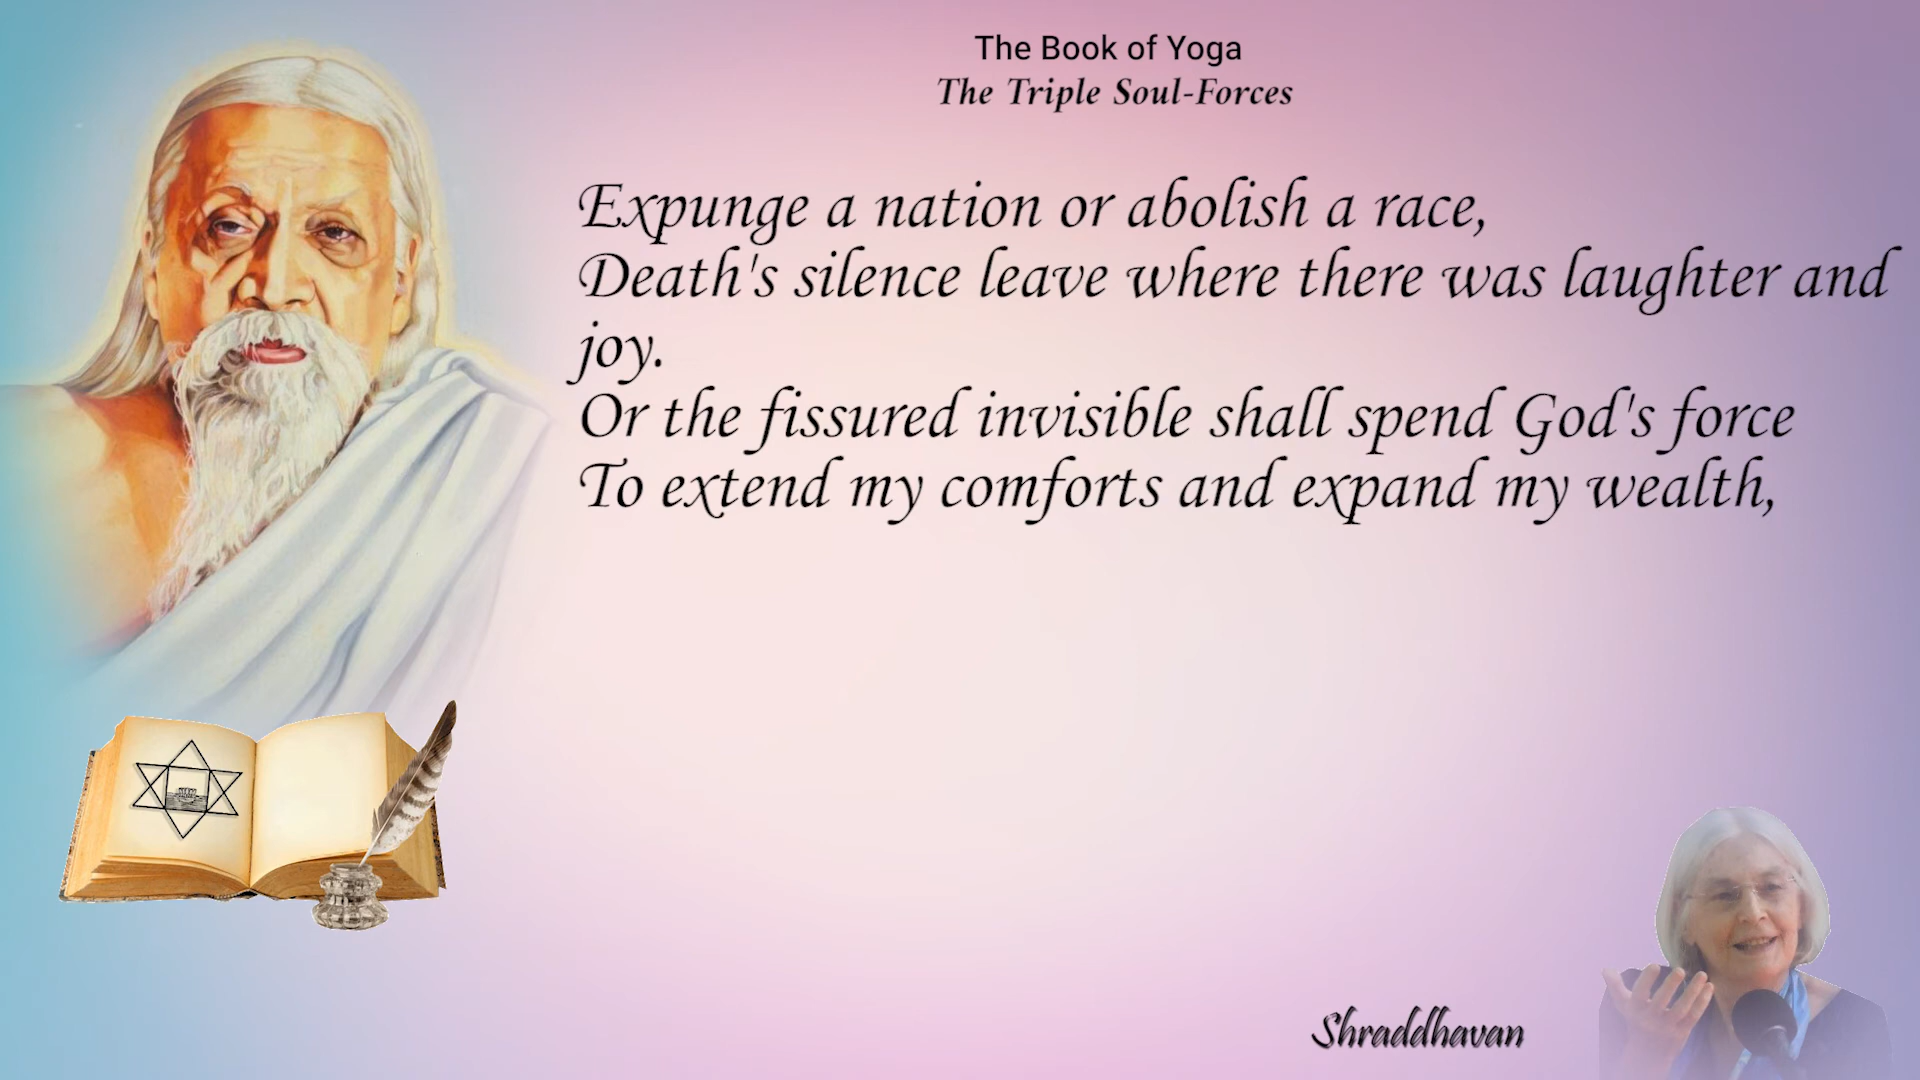 The Book of Yoga
The Triple Soul-Forces
Expunge a nation or abolish a race,
Death's silence leave where there was laughter and
joy.
Or the fissured invisible shall spend God's force
To extend my comforts and expand my wealth,
Shraddhavan